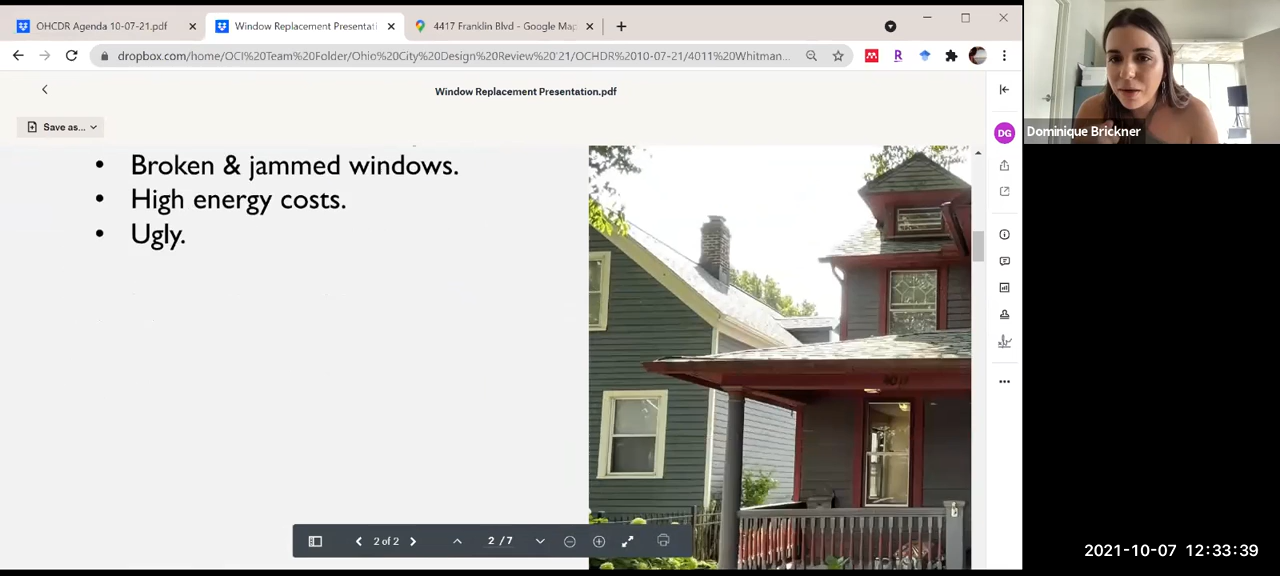 OHCDR Agenda 10-07-21.pdf
Window Replacement Presentati
4417 Franklin Blvd - Google Map
dropbox.com/home/OCI%20Team%20Folder/Ohio%20City%20Design%20Review'21/OCHDR%2010-07-21/4011%20Whitman...
R
Window Replacement Presentation.pdf
Save as...
DG
Dominique Brickner
• Broken & jammed windows.
• High energy costs.
• Ugly.
4011
2 of 2
2 / 7
2021-10-07 12:33:39